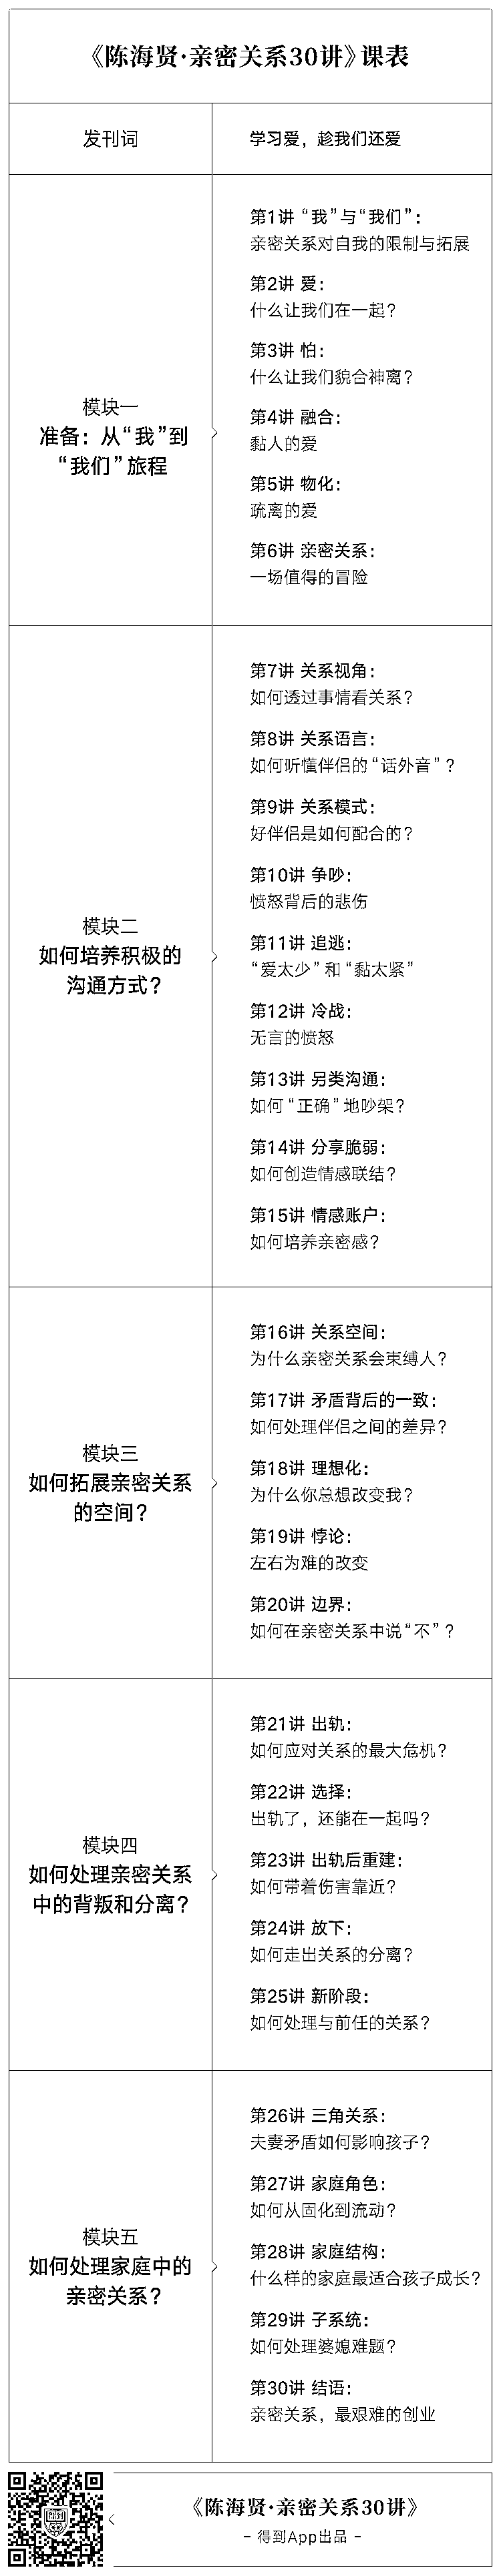 《陈海贤·亲密关系30讲》课表
发刊词
学习爱，趁我们还爱
模块一
准备：从“我”到
“我们”旅程
第1讲 “我”与“我们”：
亲密关系对自我的限制与拓展
第2讲 爱：
什么让我们在一起？
第3讲 怕：
什么让我们貌合神离？
第4讲 融合：
黏人的爱
第5讲 物化：
疏离的爱
第6讲 亲密关系：
一场值得的冒险
模块二
如何培养积极的
沟通方式？
第7讲 关系视角：
如何透过事情看关系？
第8讲 关系语言：
如何听懂伴侣的“话外音”？
第9讲 关系模式：
好伴侣是如何配合的？
第10讲 争吵：
愤怒背后的悲伤
第11讲 追逃：
“爱太少”和“黏太紧”
第12讲 冷战：
无言的愤怒
第13讲 另类沟通：
如何“正确”地吵架？
第14讲 分享脆弱：
如何创造情感联结？
第15讲 情感账户：
如何培养亲密感？
模块三
如何拓展亲密关系
的空间？
第16讲 关系空间：
为什么亲密关系会束缚人？
第17讲 矛盾背后的一致：
如何处理伴侣之间的差异？
第18讲 理想化：
为什么你总想改变我？
第19讲 悖论：
左右为难的改变
第20讲 边界：
如何在亲密关系中说“不”？
模块四
如何处理亲密关系
中的背叛和分离？
第21讲 出轨：
如何应对关系的最大危机？
第22讲 选择：
出轨了，还能在一起吗？
第23讲 出轨后重建：
如何带着伤害靠近？
第24讲 放下：
如何走出关系的分离？
第25讲 新阶段：
如何处理与前任的关系？
模块五
如何处理家庭中的
亲密关系？
第26讲 三角关系：
夫妻矛盾如何影响孩子？
第27讲 家庭角色：
如何从固化到流动？
第28讲 家庭结构：
什么样的家庭最适合孩子成长？
第29讲 子系统：
如何处理婆媳难题？
第30讲 结语：
亲密关系，最艰难的创业
《陈海贤·亲密关系30讲》
- 得到App出品 -